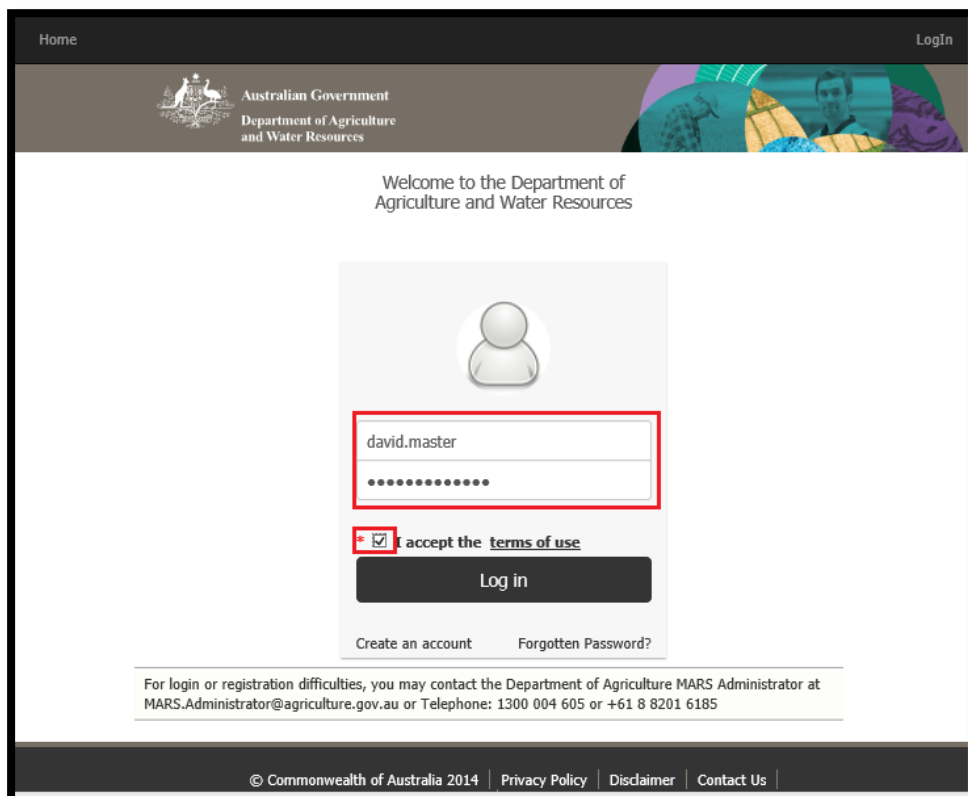 Home LogIn
Australian Government
Department of Agriculture
and Water Resources
Welcome to the Department of
Agriculture and Water Resources
david.master
•••••••••••••
* I accept the terms of use
Log in
Create an account Forgotten Password?
For login or registration difficulties, you may contact the Department of Agriculture MARS Administrator at
MARS.Administrator@agriculture.gov.au or Telephone: 1300 004 605 or +61 8 8201 6185
© Commonwealth of Australia 2014 | Privacy Policy | Disclaimer | Contact Us |